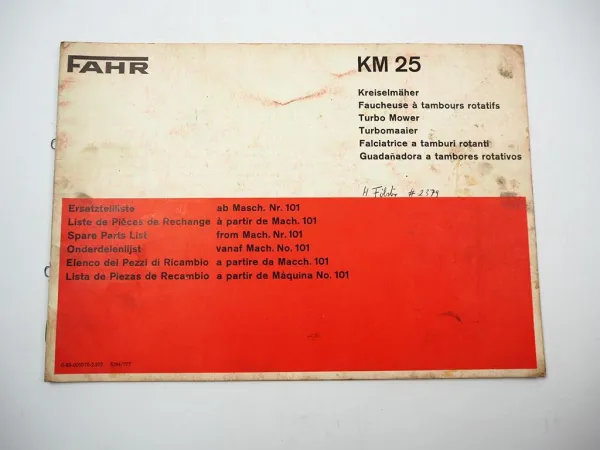 FAHR
KM 25
Kreiselmäher
Faucheuse à tambours rotatifs
Turbo Mower
Turbomaaier
Falciatrice a tamburi rotanti
Guadañadora a tambores rotativos
# 2379
Ersatzteilliste ab Masch. Nr. 101
Liste de Pièces de Rechange à partir de Mach. 101
Spare Parts List from Mach. Nr. 101
Onderdelenlijst vanaf Mach. No. 101
Elenco dei Pezzi di Ricambio a partire da Macch. 101
Lista de Piezas de Recambio a partir de Máquina No. 101